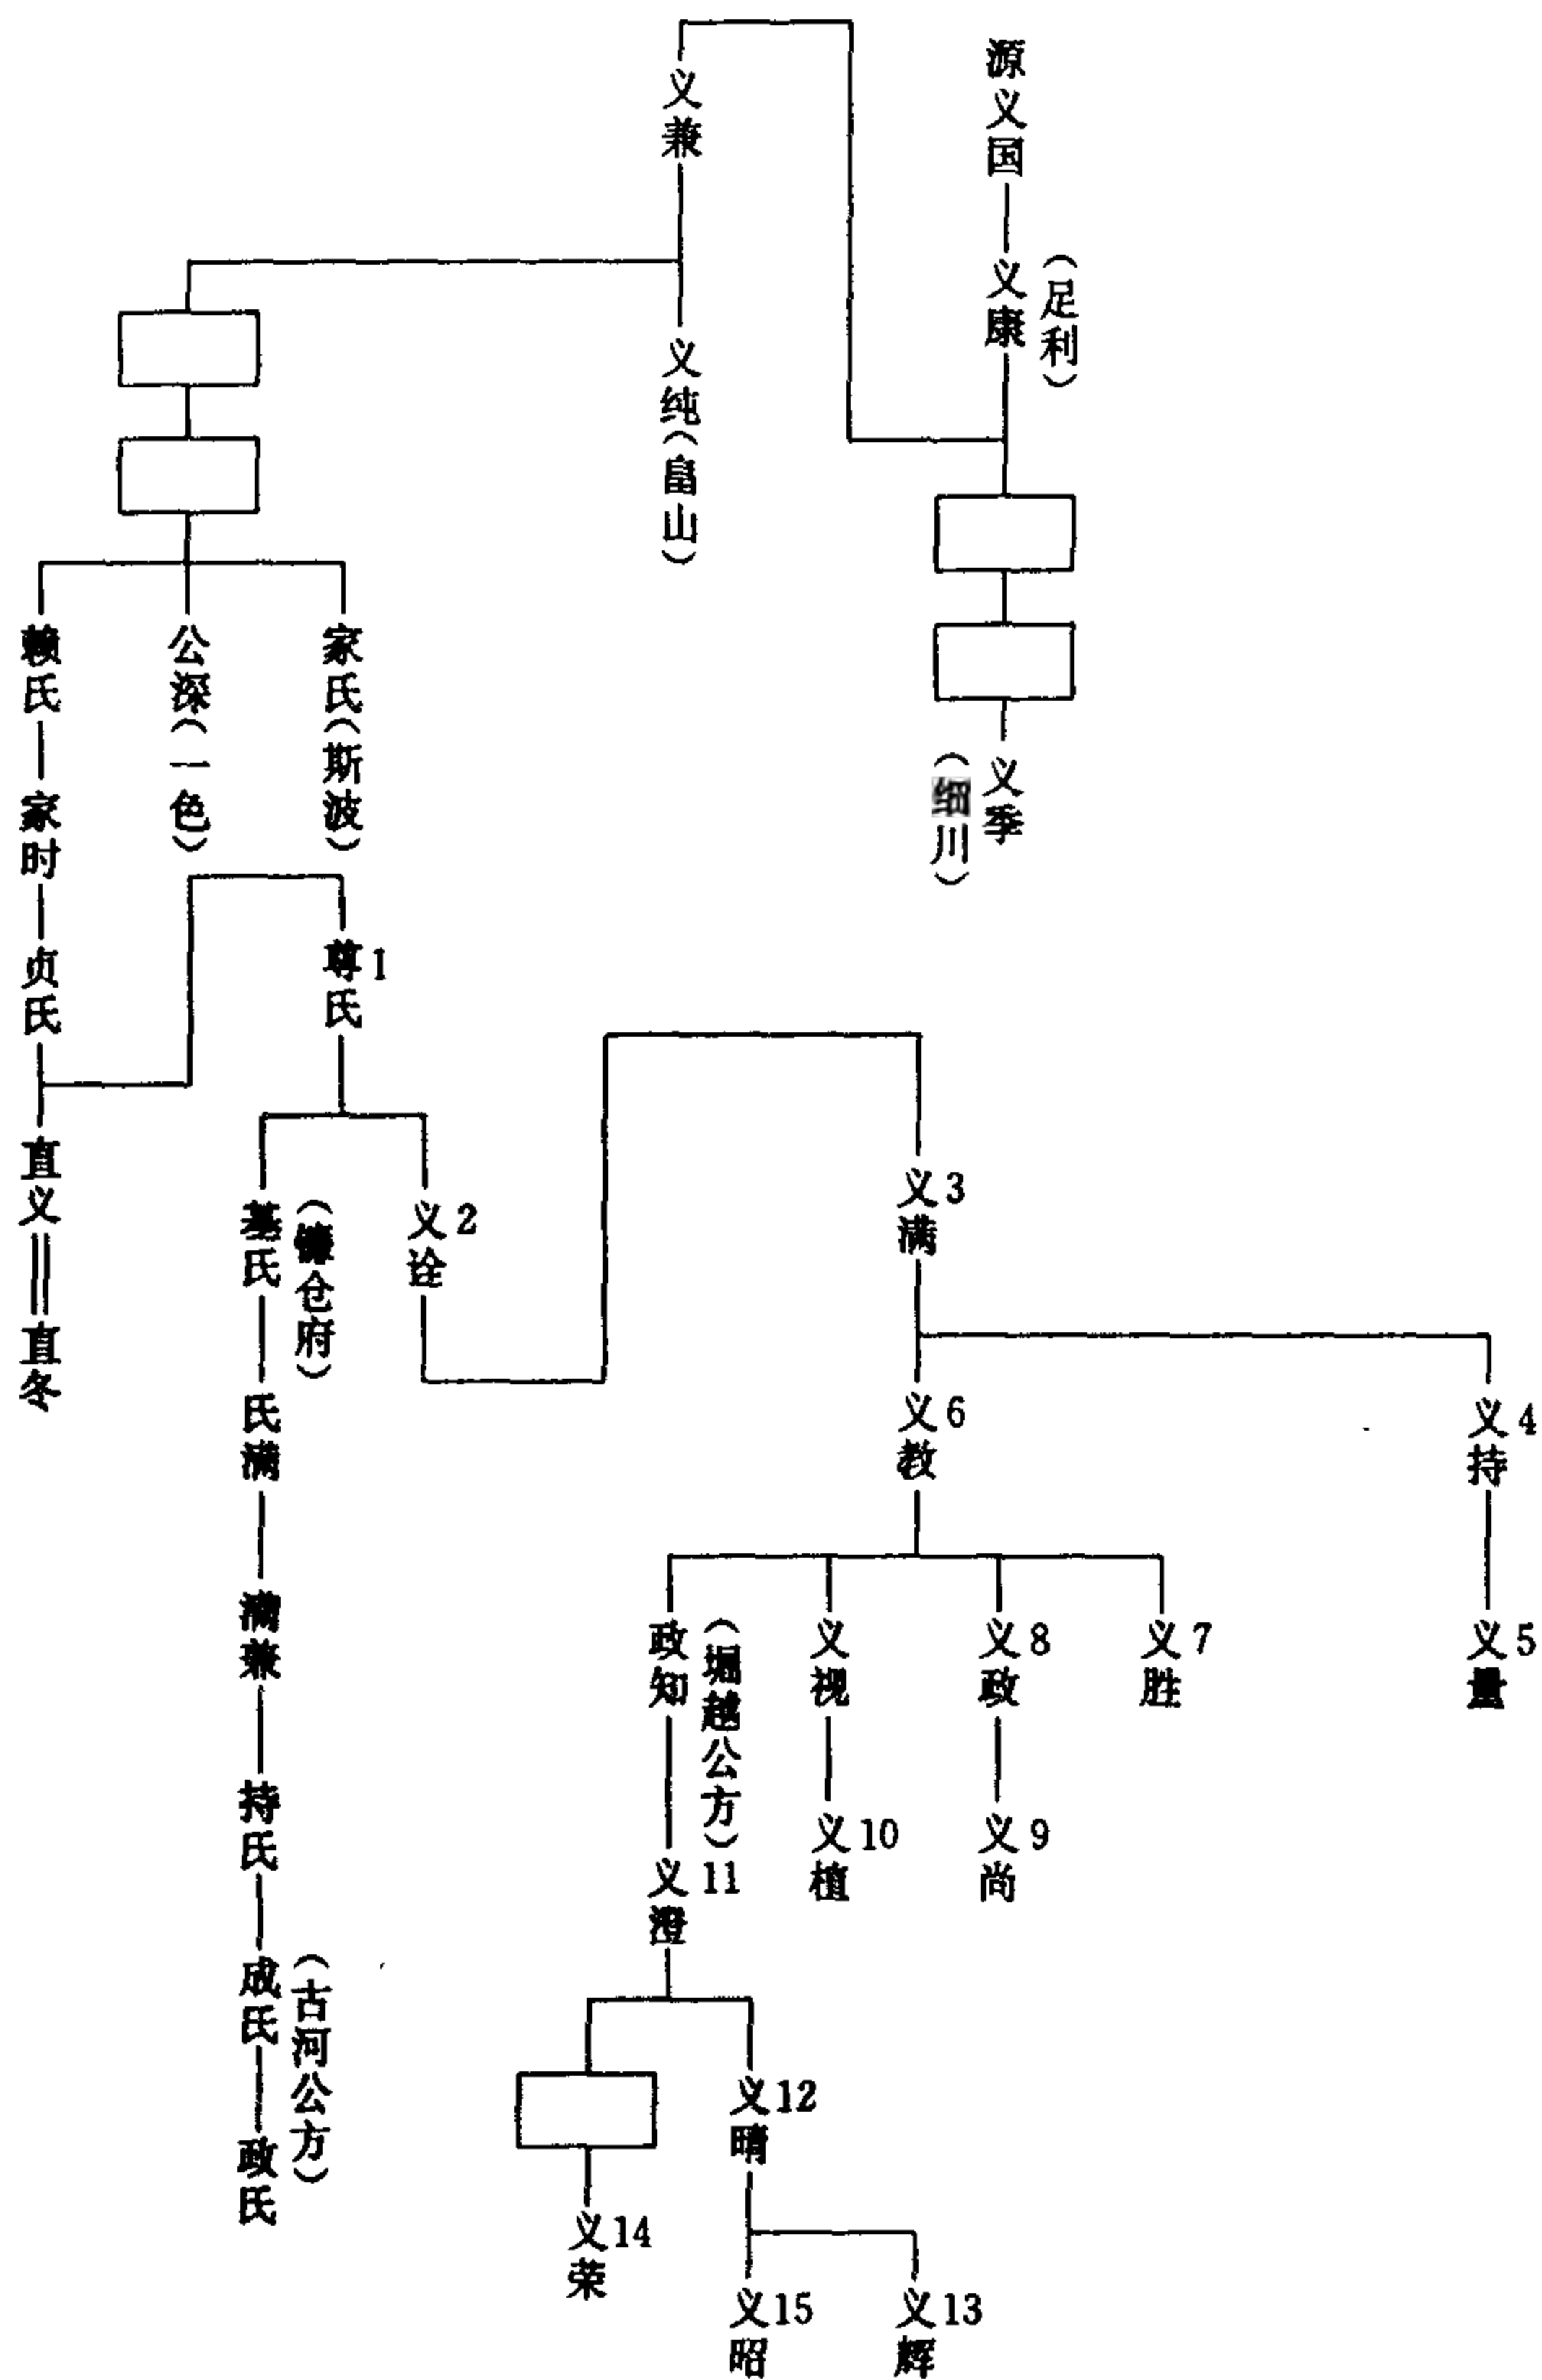 源义国
义康
（足利）
义季
（细川）
义兼
义纯（畠山）
家氏（斯波）
公深（一色）
赖氏
家时
贞氏
直义
直冬
尊氏 1
义诠 2
基氏
（镰仓府）
氏满
满兼
持氏
成氏
（古河公方）
政氏
义满 3
义持 4
义量 5
义教 6
义胜 7
义政 8
义尚 9
义视
义植 10
政知
（堀越公方）
义澄 11
义晴 12
义辉 13
义荣 14
义昭 15